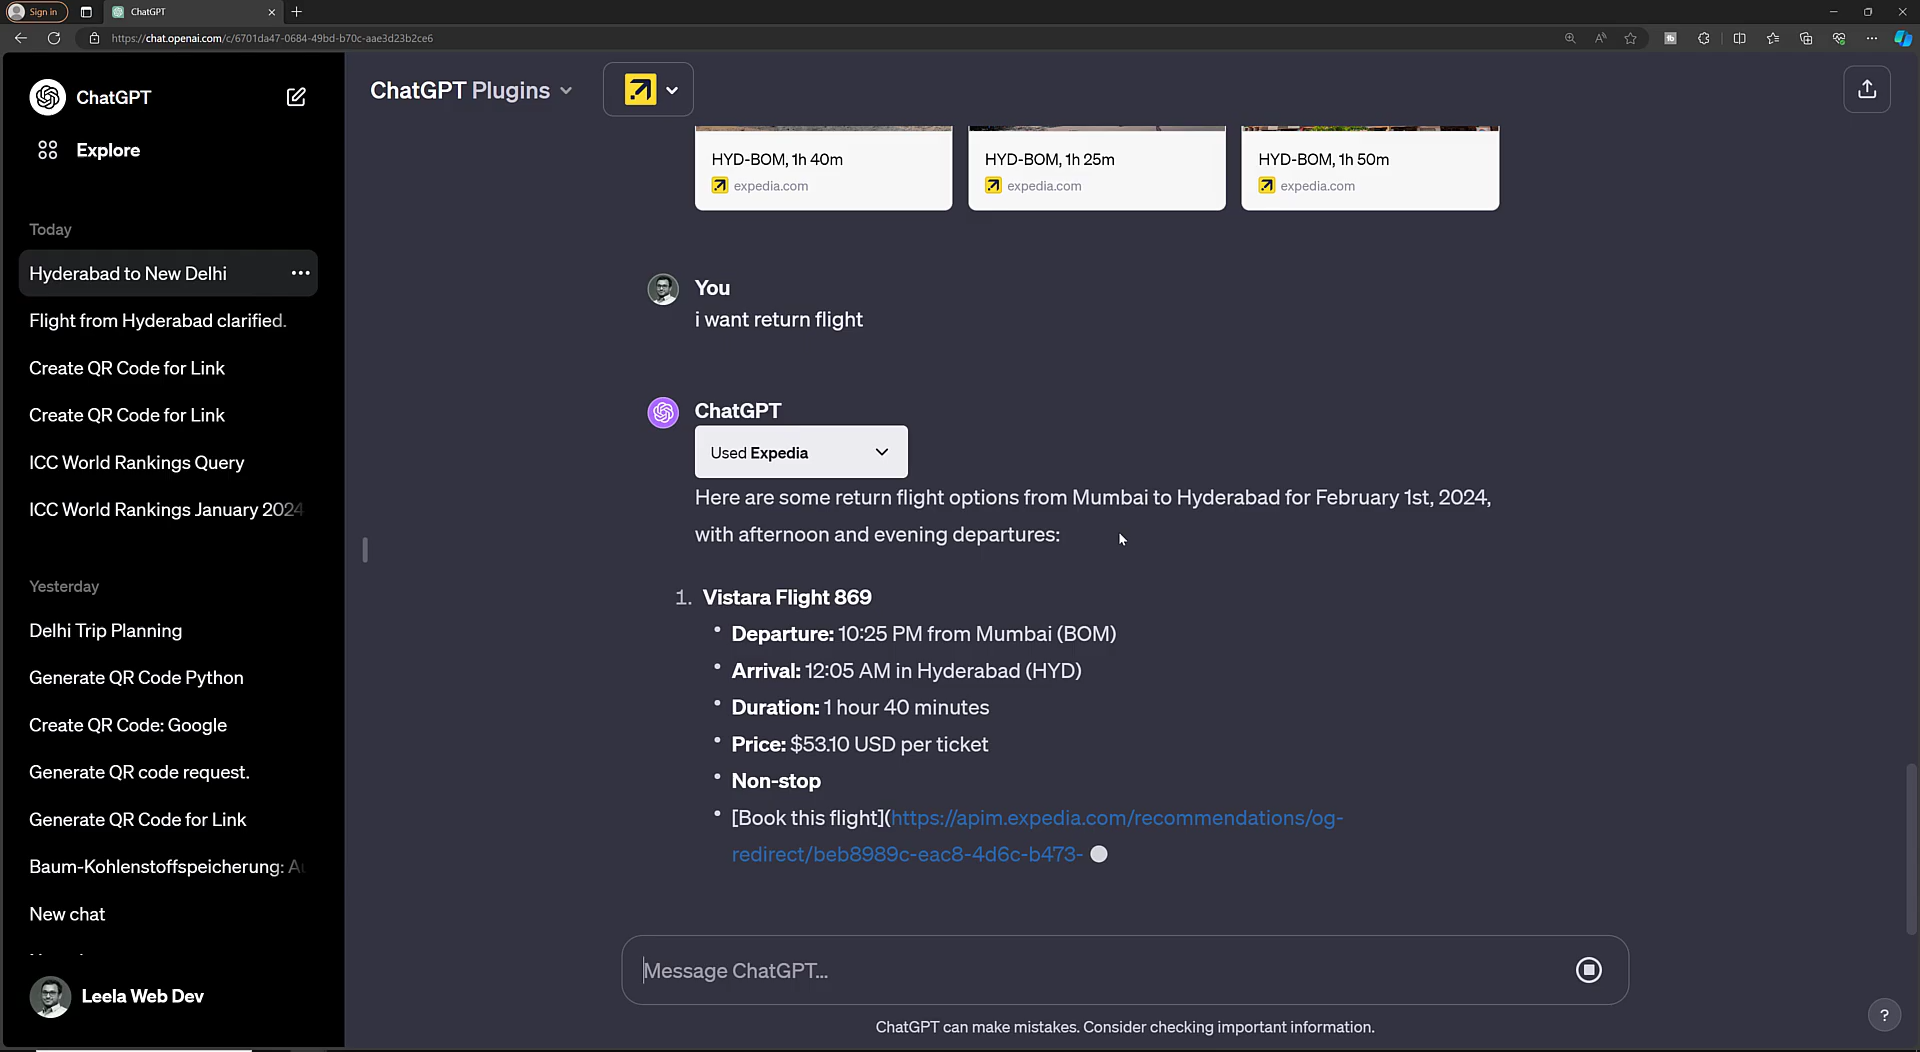 Sign in
ChatGPT
https://chat.openai.com/c/6701da47-0684-49bd-b70c-aae3d23b2ce6
ChatGPT
Explore
Today
Hyderabad to New Delhi
Flight from Hyderabad clarified.
Create QR Code for Link
Create QR Code for Link
ICC World Rankings Query
ICC World Rankings January 2024
Yesterday
Delhi Trip Planning
Generate QR Code Python
Create QR Code: Google
Generate QR code request.
Generate QR Code for Link
Baum-Kohlenstoffspeicherung:
New chat
Leela Web Dev
ChatGPT Plugins
HYD-BOM, 1h 40m
expedia.com
HYD-BOM, 1h 25m
expedia.com
HYD-BOM, 1h 50m
expedia.com
You
i want return flight
ChatGPT
Used Expedia
Here are some return flight options from Mumbai to Hyderabad for February 1st, 2024,
with afternoon and evening departures:
1. Vistara Flight 869
• Departure: 10:25 PM from Mumbai (BOM)
• Arrival: 12:05 AM in Hyderabad (HYD)
• Duration: 1 hour 40 minutes
• Price: $53.10 USD per ticket
• Non-stop
• [Book this flight](https://apim.expedia.com/recommendations/og-
redirect/beb8989c-eac8-4d6c-b473-
Message ChatGPT...
ChatGPT can make mistakes. Consider checking important information.
?